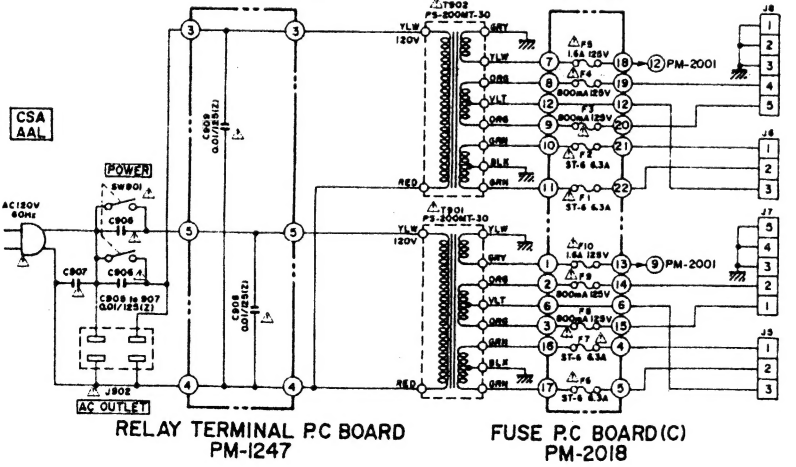 ⚠T902
PS-200MT-30
J8
YLW
120V
GRY
YLW
ORG
VLT
ORG
GRN
BLK
GRN
RED
3
3
F5
1.6A 125V
7
18
12
PM-2001
F4
8
800mA 125V
19
12
12
F3
9
800mA 125V
20
10
21
F2
ST-6 6.3A
11
22
F1
ST-6 6.3A
1
2
3
4
5
J6
1
2
3
CSA
AAL
C909
0.01/125(Z)
POWER
SW901
AC120V
60Hz
C906
C907
C906
C905 to 907
0.01/125(Z)
5
5
C908
0.01/125(Z)
4
4
J902
AC OUTLET
⚠T901
PS-200MT-30
YLW
120V
YLW
GRY
ORG
VLT
ORG
GRN
BLK
GRN
RED
F10
1.6A 125V
1
13
9
PM-2001
F9
2
800mA 125V
14
6
6
F8
3
800mA 125V
15
16
F7
4
ST-6 6.3A
17
F6
5
ST-6 6.3A
J7
5
4
3
2
1
J5
1
2
3
RELAY TERMINAL P.C BOARD
PM-1247
FUSE P.C BOARD(C)
PM-2018